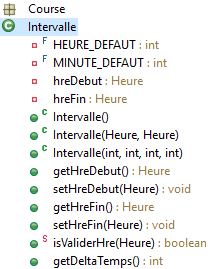 Course
Intervalle
F HEURE_DEFAUT : int
F MINUTE_DEFAUT : int
hreDebut : Heure
hreFin : Heure
Intervalle()
Intervalle(Heure, Heure)
Intervalle(int, int, int, int)
getHreDebut() : Heure
setHreDebut(Heure) : void
getHreFin() : Heure
setHreFin(Heure) : void
S isValiderHre(Heure) : boolean
getDeltaTemps() : int